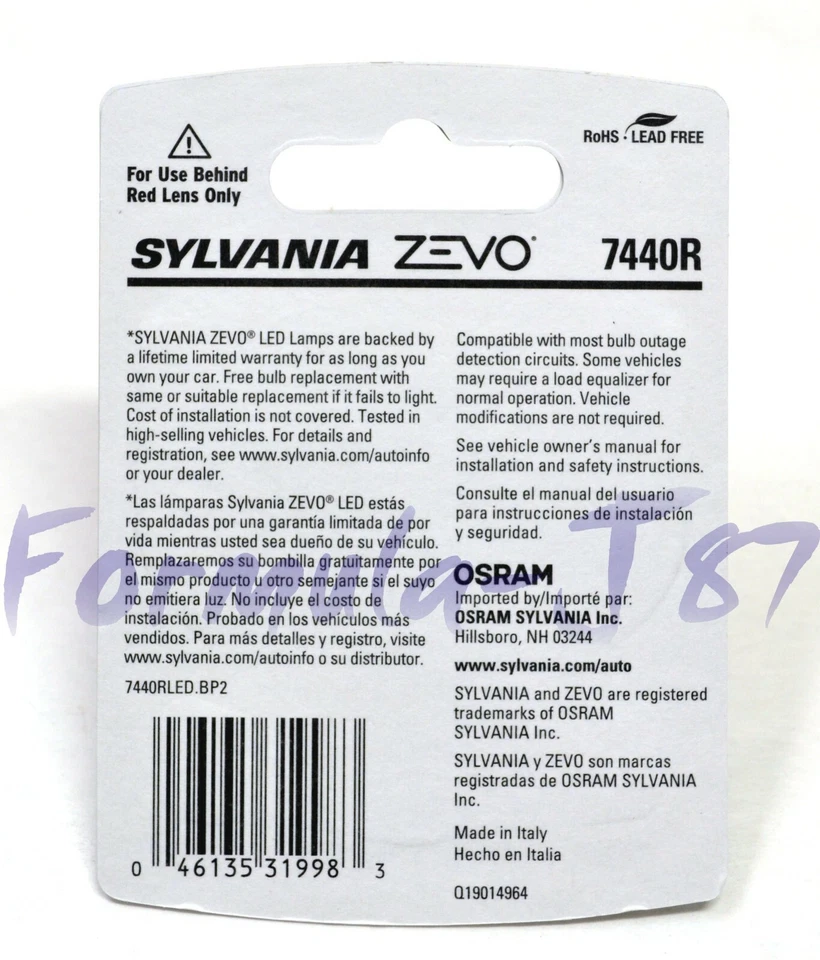 For Use Behind
Red Lens Only
RoHS · LEAD FREE
SYLVANIA ZEVO® 7440R
*SYLVANIA ZEVO® LED Lamps are backed by
a lifetime limited warranty for as long as you
own your car. Free bulb replacement with
same or suitable replacement if it fails to light.
Cost of installation is not covered. Tested in
high-selling vehicles. For details and
registration, see www.sylvania.com/autoinfo
or your dealer.
*Las lámparas Sylvania ZEVO® LED estás
respaldadas por una garantía limitada de por
vida mientras usted sea dueño de su vehículo.
Remplazaremos su bombilla gratuitamente por
el mismo producto u otro semejante si el suyo
no emitiera luz. No incluye el costo de
instalación. Probado en los vehículos más
vendidos. Para más detalles y registro, visite
www.sylvania.com/autoinfo o su distributor.
7440RLED.BP2
0 46135 31998 3
Compatible with most bulb outage
detection circuits. Some vehicles
may require a load equalizer for
normal operation. Vehicle
modifications are not required.
See vehicle owner's manual for
installation and safety instructions.
Consulte el manual del usuario
para instrucciones de instalación
y seguridad.
OSRAM
Imported by/Importé par:
OSRAM SYLVANIA Inc.
Hillsboro, NH 03244
www.sylvania.com/auto
SYLVANIA and ZEVO are registered
trademarks of OSRAM
SYLVANIA Inc.
SYLVANIA y ZEVO son marcas
registradas de OSRAM SYLVANIA
Inc.
Made in Italy
Hecho en Italia
Q19014964
Formula-J87